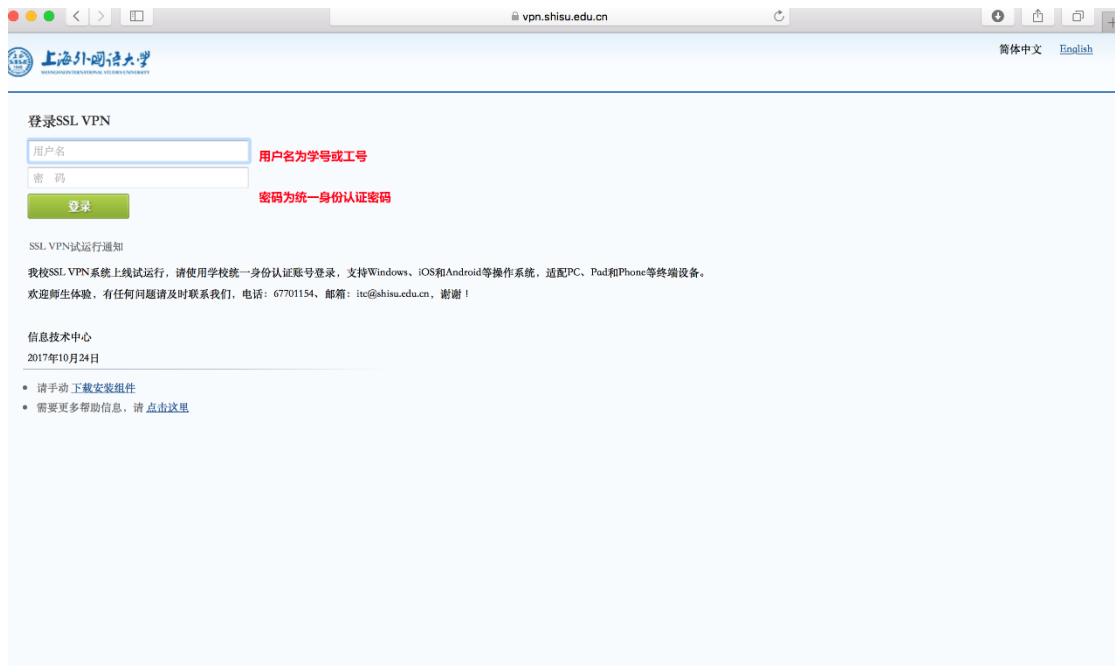 vpn.shisu.edu.cn
上海外国语大学
SHANGHAI INTERNATIONAL STUDIES UNIVERSITY
简体中文 English
登录SSL VPN
用户名
用户名为学号或工号
密 码
密码为统一身份认证密码
登录
SSL VPN试运行通知
我校SSL VPN系统上线试运行，请使用学校统一身份认证账号登录，支持Windows、iOS和Android等操作系统，适配PC、Pad和Phone等终端设备。
欢迎师生体验，有任何问题请及时联系我们，电话：67701154、邮箱：itc@shisu.edu.cn，谢谢！
信息技术中心
2017年10月24日
请手动 下载安装组件
需要更多帮助信息，请 点击这里